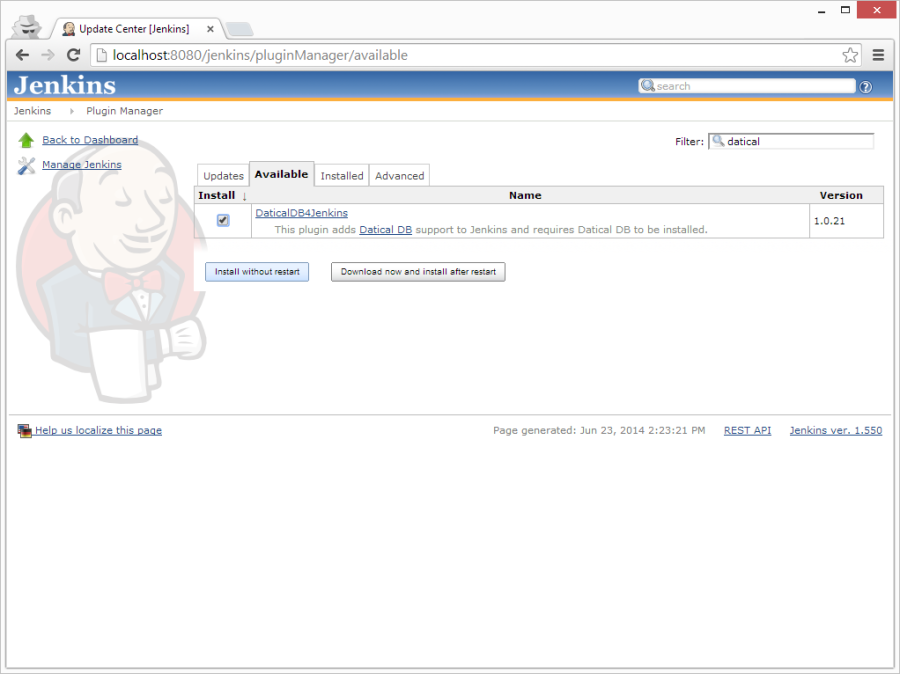 Update Center [Jenkins]
localhost:8080/jenkins/pluginManager/available
Jenkins
search
Jenkins Plugin Manager
Back to Dashboard
Manage Jenkins
Filter: datical
Updates Available Installed Advanced
Install ↓ Name Version
DaticalDB4Jenkins
This plugin adds Datical DB support to Jenkins and requires Datical DB to be installed.
1.0.21
Install without restart Download now and install after restart
Help us localize this page Page generated: Jun 23, 2014 2:23:21 PM REST API Jenkins ver. 1.550